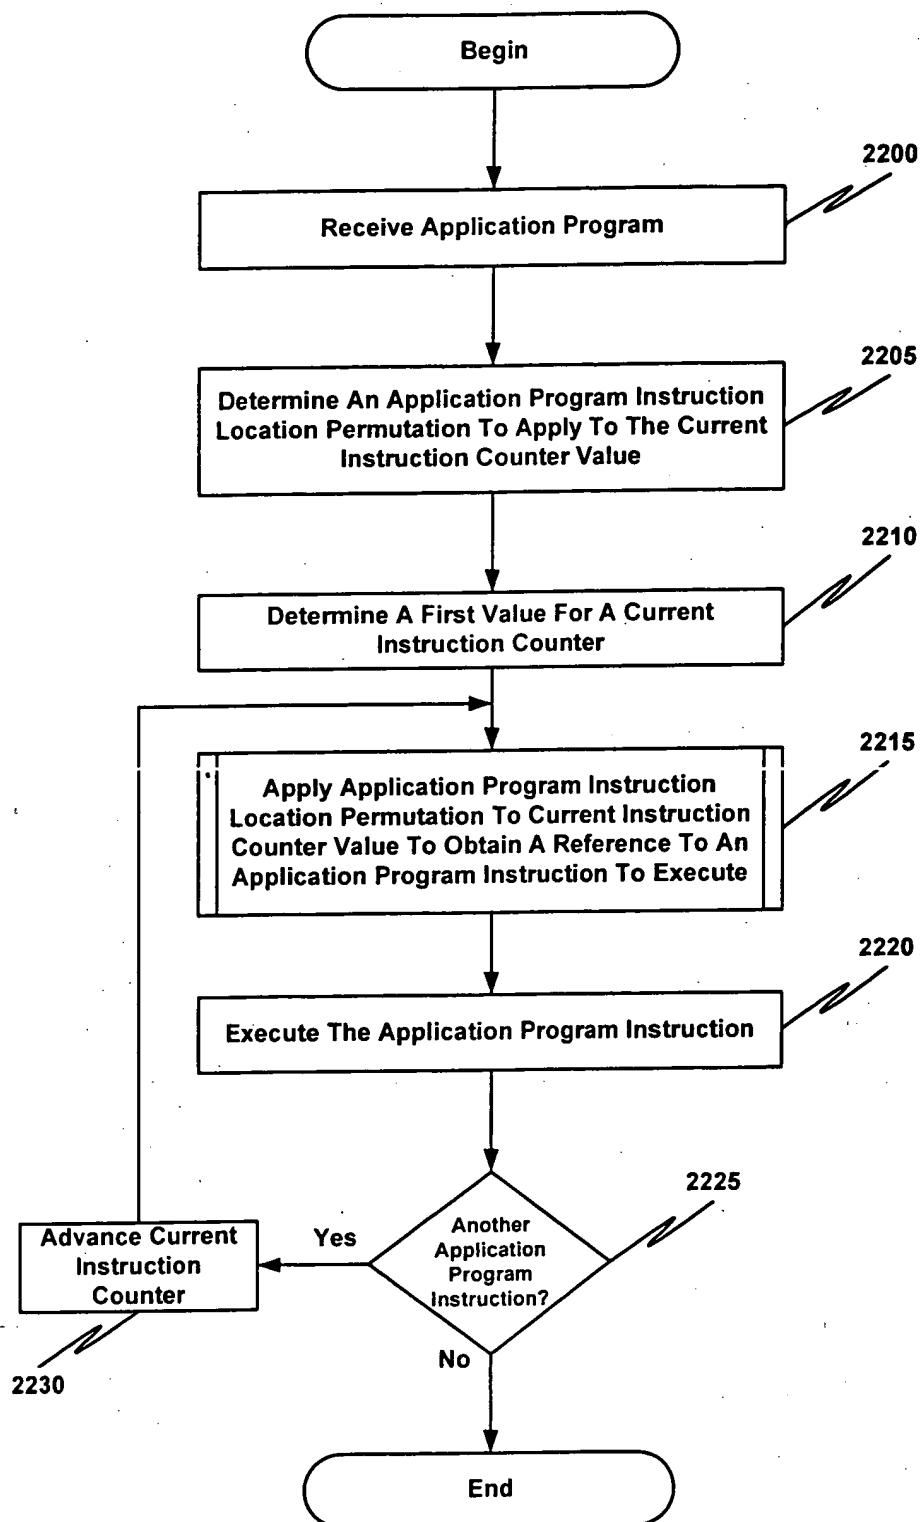 Begin
2200
Receive Application Program
2205
Determine An Application Program Instruction
Location Permutation To Apply To The Current
Instruction Counter Value
2210
Determine A First Value For A Current
Instruction Counter
2215
Apply Application Program Instruction
Location Permutation To Current Instruction
Counter Value To Obtain A Reference To An
Application Program Instruction To Execute
2220
Execute The Application Program Instruction
2225
Another
Application
Program
Instruction?
Yes
Advance Current
Instruction
Counter
2230
No
End